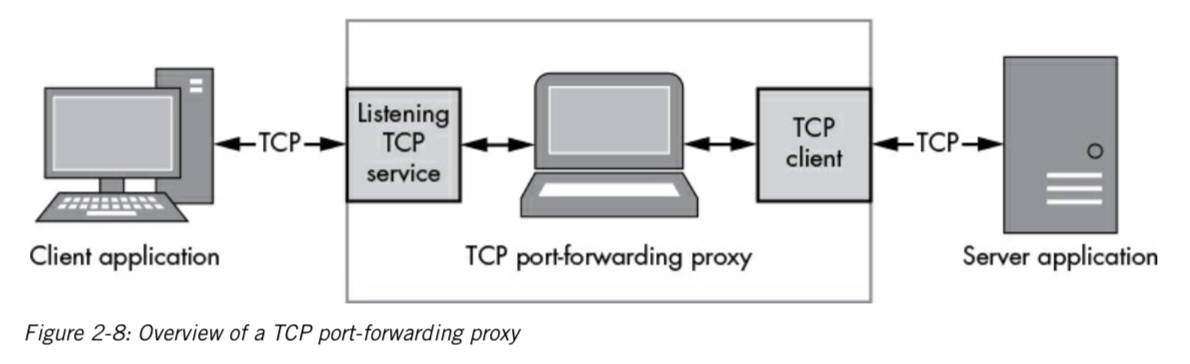 Listening
TCP
service
TCP
client
TCP
TCP
Client application
TCP port-forwarding proxy
Server application
Figure 2-8: Overview of a TCP port-forwarding proxy